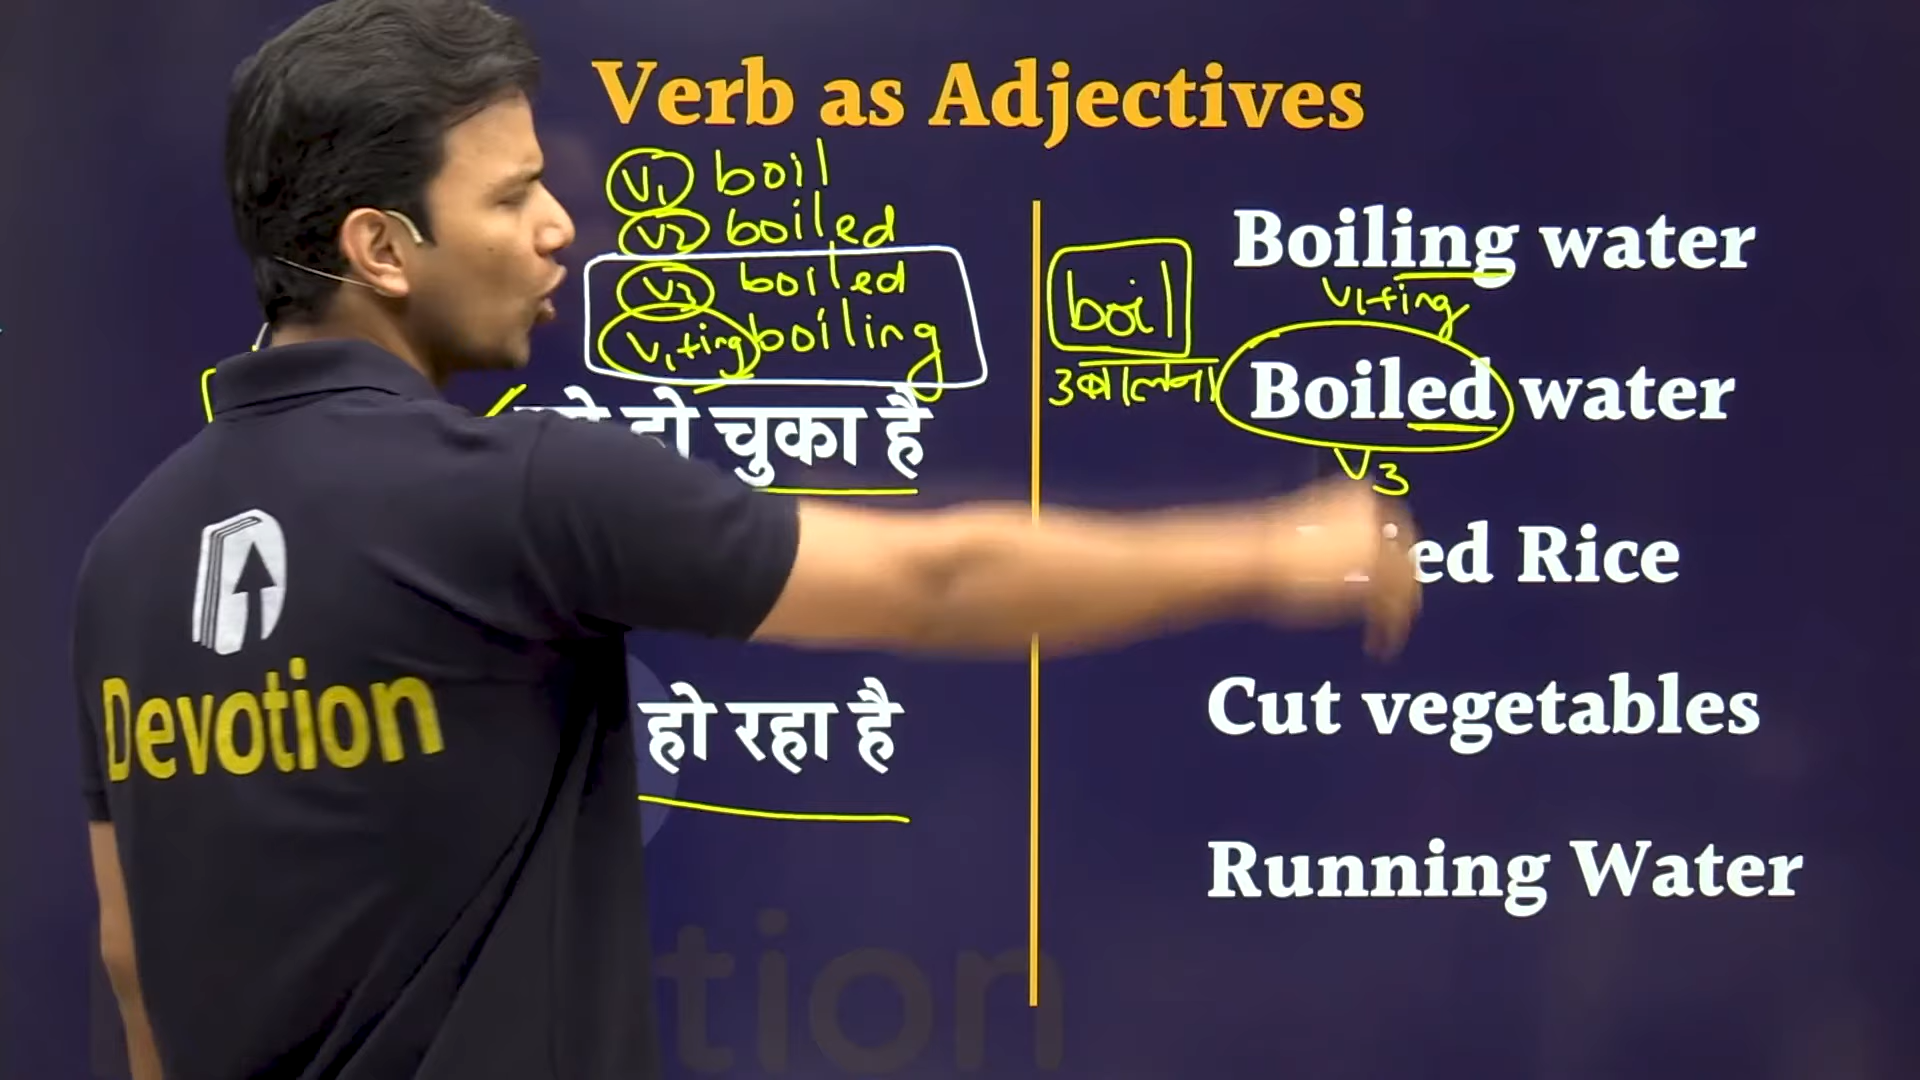 Verb as Adjectives
V1 boil
V2 boiled
V3 boiled
V1+ing boiling
हो चुका है
हो रहा है
boil
उबालना
Boiling water
V1+ing
Boiled water
V3
Rice
Cut vegetables
Running Water
Devotion